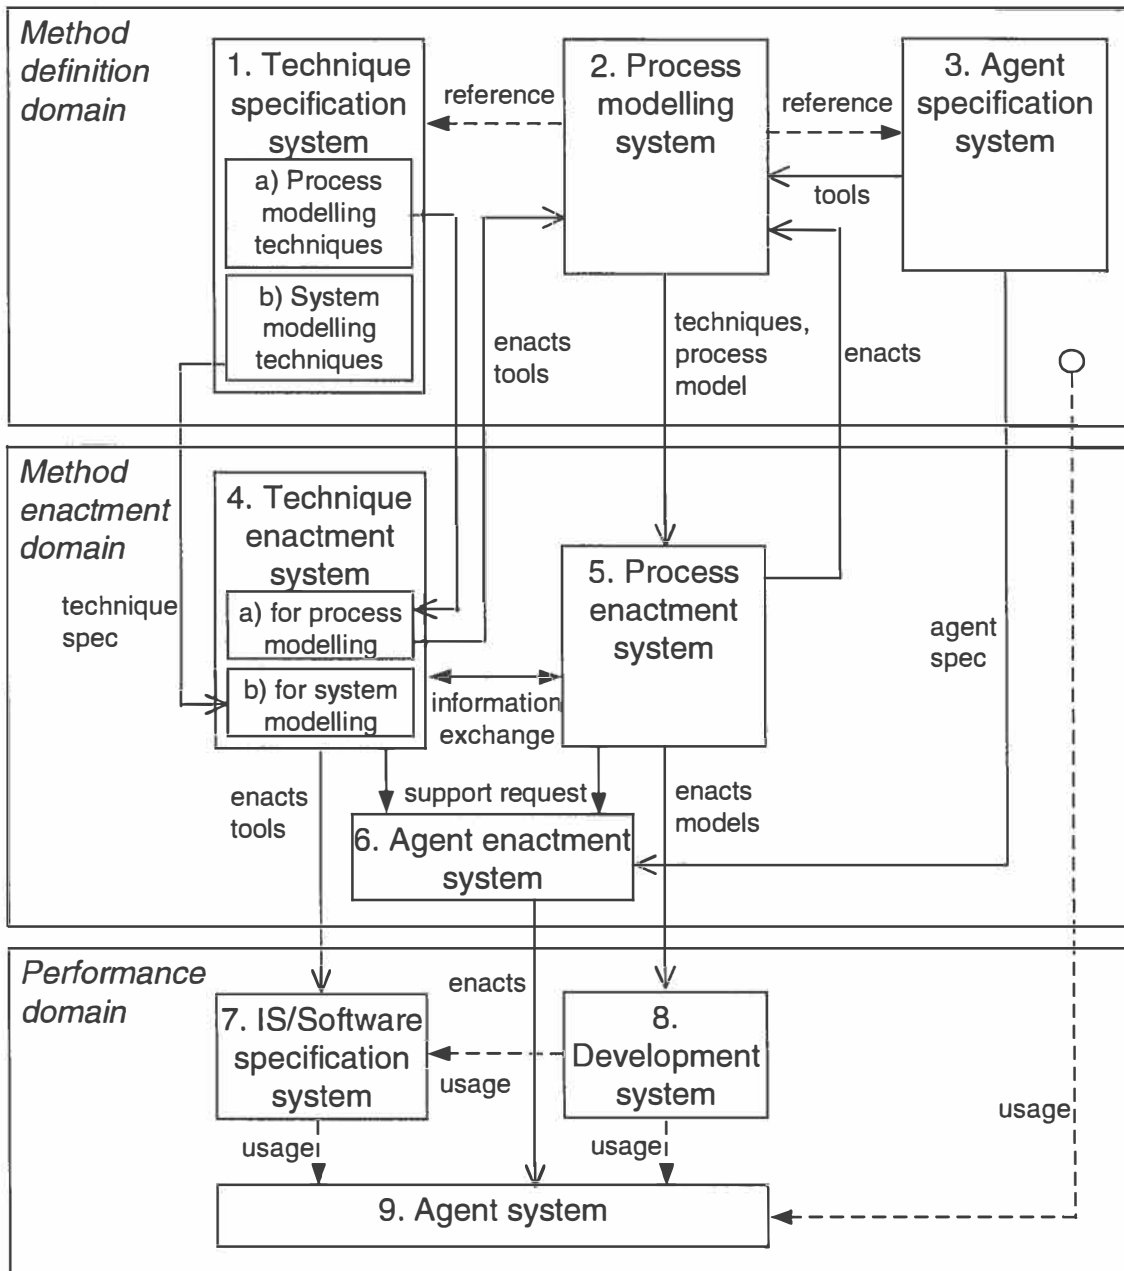 Method
definition
domain
1. Technique
specification
system
a) Process
modelling
techniques
b) System
modelling
techniques
reference
2. Process
modelling
system
reference
3. Agent
specification
system
tools
enacts
tools
techniques,
process
model
enacts
Method
enactment
domain
4. Technique
enactment
system
a) for process
modelling
b) for system
modelling
technique
spec
information
exchange
5. Process
enactment
system
agent
spec
enacts
tools
support request
enacts
models
6. Agent enactment
system
Performance
domain
enacts
7. IS/Software
specification
system
usage
8.
Development
system
usage
usage
usage
9. Agent system